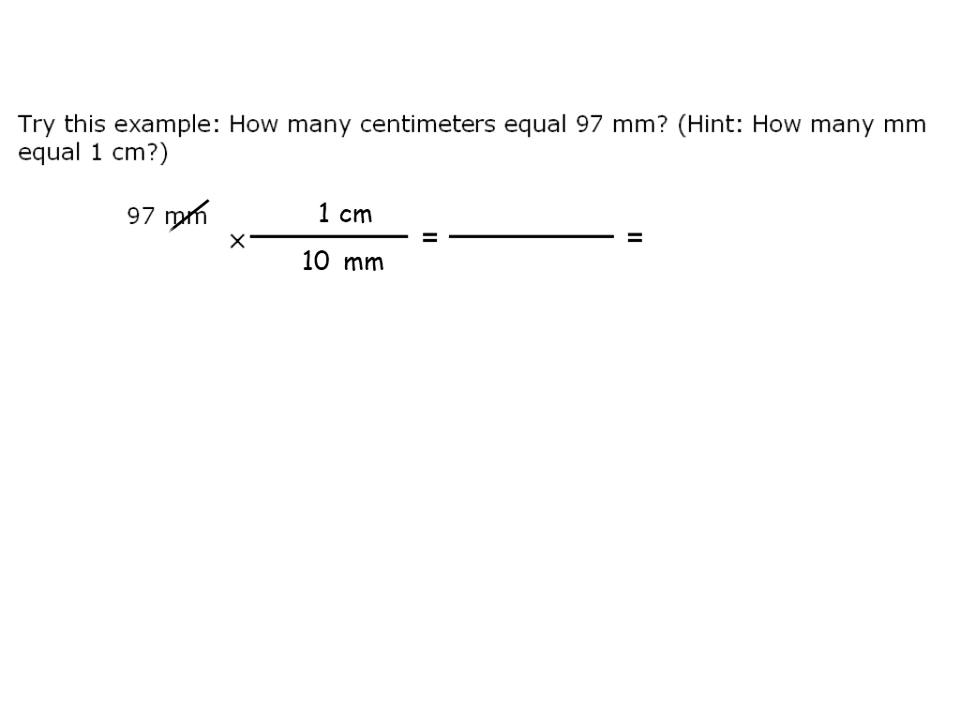 Try this example: How many centimeters equal 97 mm? (Hint: How many mm
equal 1 cm?)
97 mm
1 cm
× = =
10 mm